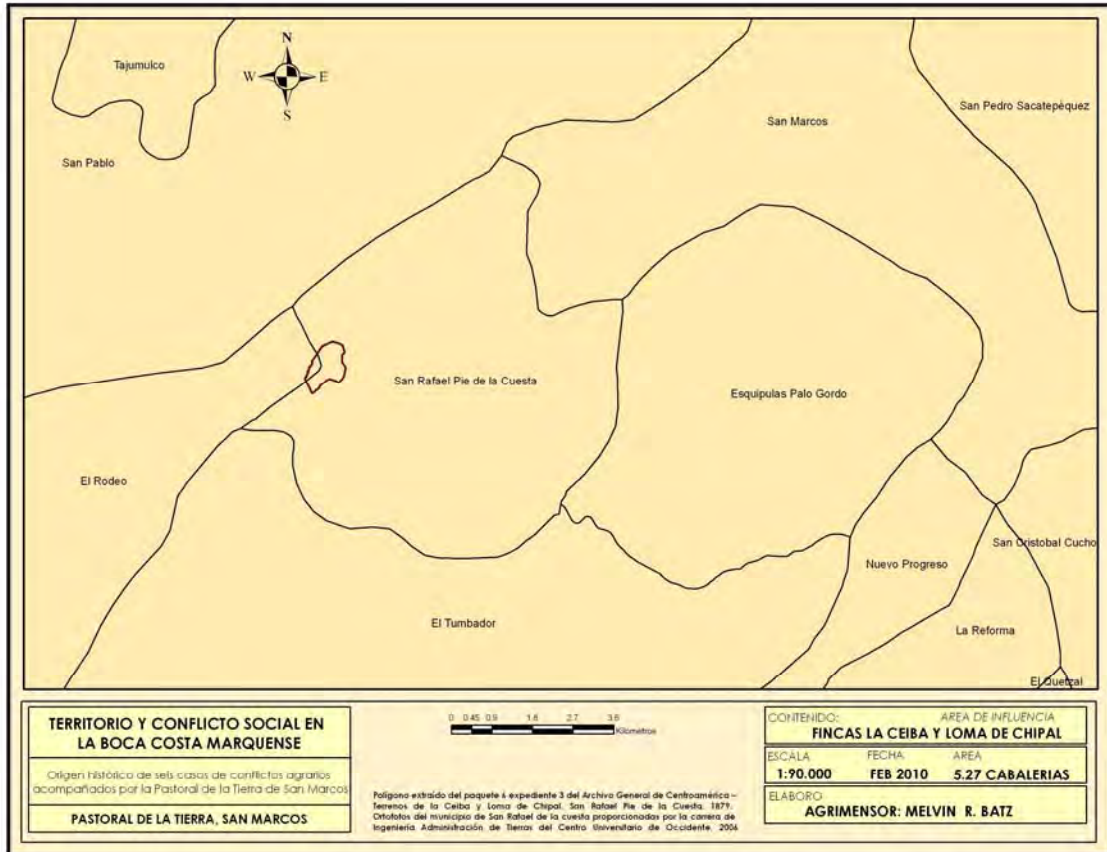 Tajumulco
N
W E
S
San Pedro Sacatepéquez
San Marcos
San Pablo
San Rafael Pie de la Cuesta
Esquipulas Palo Gordo
El Rodeo
San Cristobal Cucho
Nuevo Progreso
El Tumbador
La Reforma
El Quetzal
TERRITORIO Y CONFLICTO SOCIAL EN
LA BOCA COSTA MARQUENSE
Origen histórico de seis casos de conflictos agrarios
acompañados por la Pastoral de la Tierra de San Marcos
PASTORAL DE LA TIERRA, SAN MARCOS
0 0.45 0.9 1.8 2.7 3.6
Kilómetros
Polígono extraído del paquete 6 expediente 3 del Archivo General de Centroamérica –
Terrenos de la Ceiba y Loma de Chipal. San Rafael Pie de la Cuesta. 1879.
Ortofotos del municipio de San Rafael de la cuesta proporcionadas por la carrera de
Ingeniería Administración de Tierras del Centro Universitario de Occidente. 2006
CONTENIDO: AREA DE INFLUENCIA
FINCAS LA CEIBA Y LOMA DE CHIPAL
ESCALA FECHA AREA
1:90.000 FEB 2010 5.27 CABALERIAS
ELABORO
AGRIMENSOR: MELVIN R. BATZ